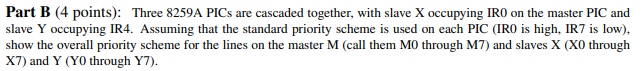 Part B (4 points): Three 8259A PICs are cascaded together, with slave X occupying IR0 on the master PIC and
slave Y occupying IR4. Assuming that the standard priority scheme is used on each PIC (IR0 is high, IR7 is low),
show the overall priority scheme for the lines on the master M (call them M0 through M7) and slaves X (X0 through
X7) and Y (Y0 through Y7).